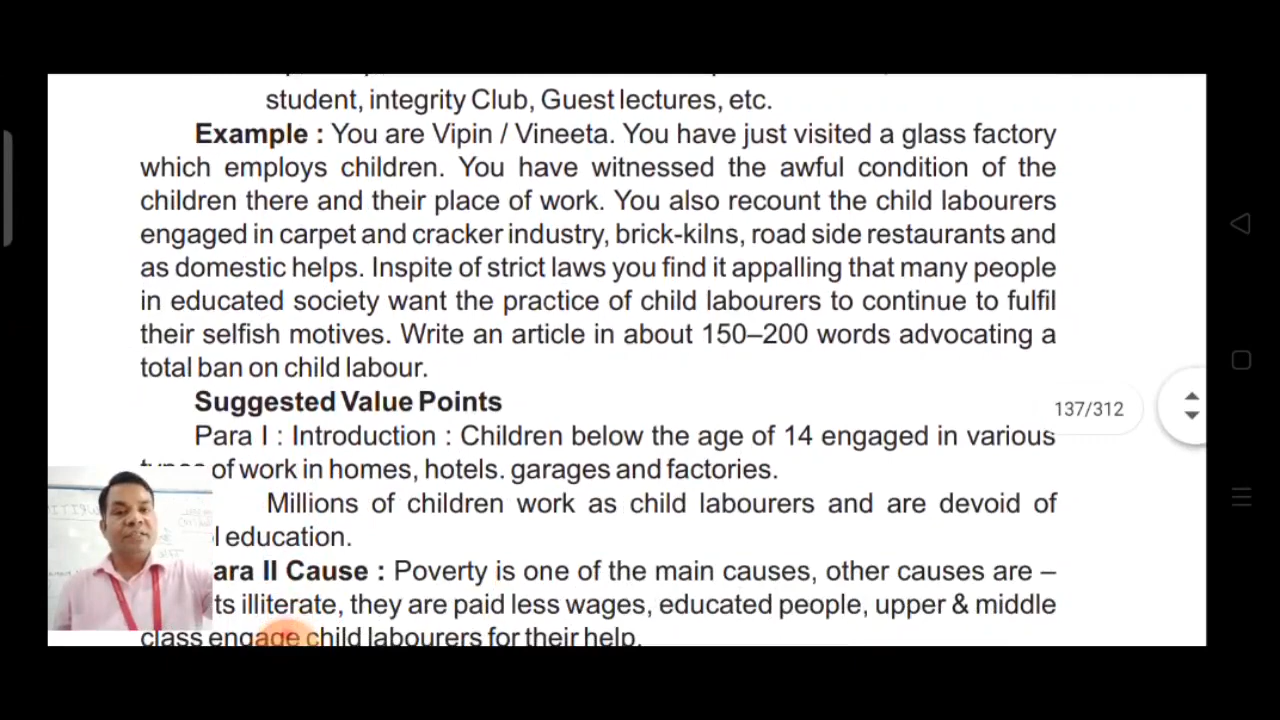 student, integrity Club, Guest lectures, etc.
Example : You are Vipin / Vineeta. You have just visited a glass factory
which employs children. You have witnessed the awful condition of the
children there and their place of work. You also recount the child labourers
engaged in carpet and cracker industry, brick-kilns, road side restaurants and
as domestic helps. Inspite of strict laws you find it appalling that many people
in educated society want the practice of child labourers to continue to fulfil
their selfish motives. Write an article in about 150–200 words advocating a
total ban on child labour.
Suggested Value Points
137/312
Para I : Introduction : Children below the age of 14 engaged in various
of work in homes, hotels. garages and factories.
Millions of children work as child labourers and are devoid of
l education.
ara II Cause : Poverty is one of the main causes, other causes are –
ts illiterate, they are paid less wages, educated people, upper & middle
class engage child labourers for their help.